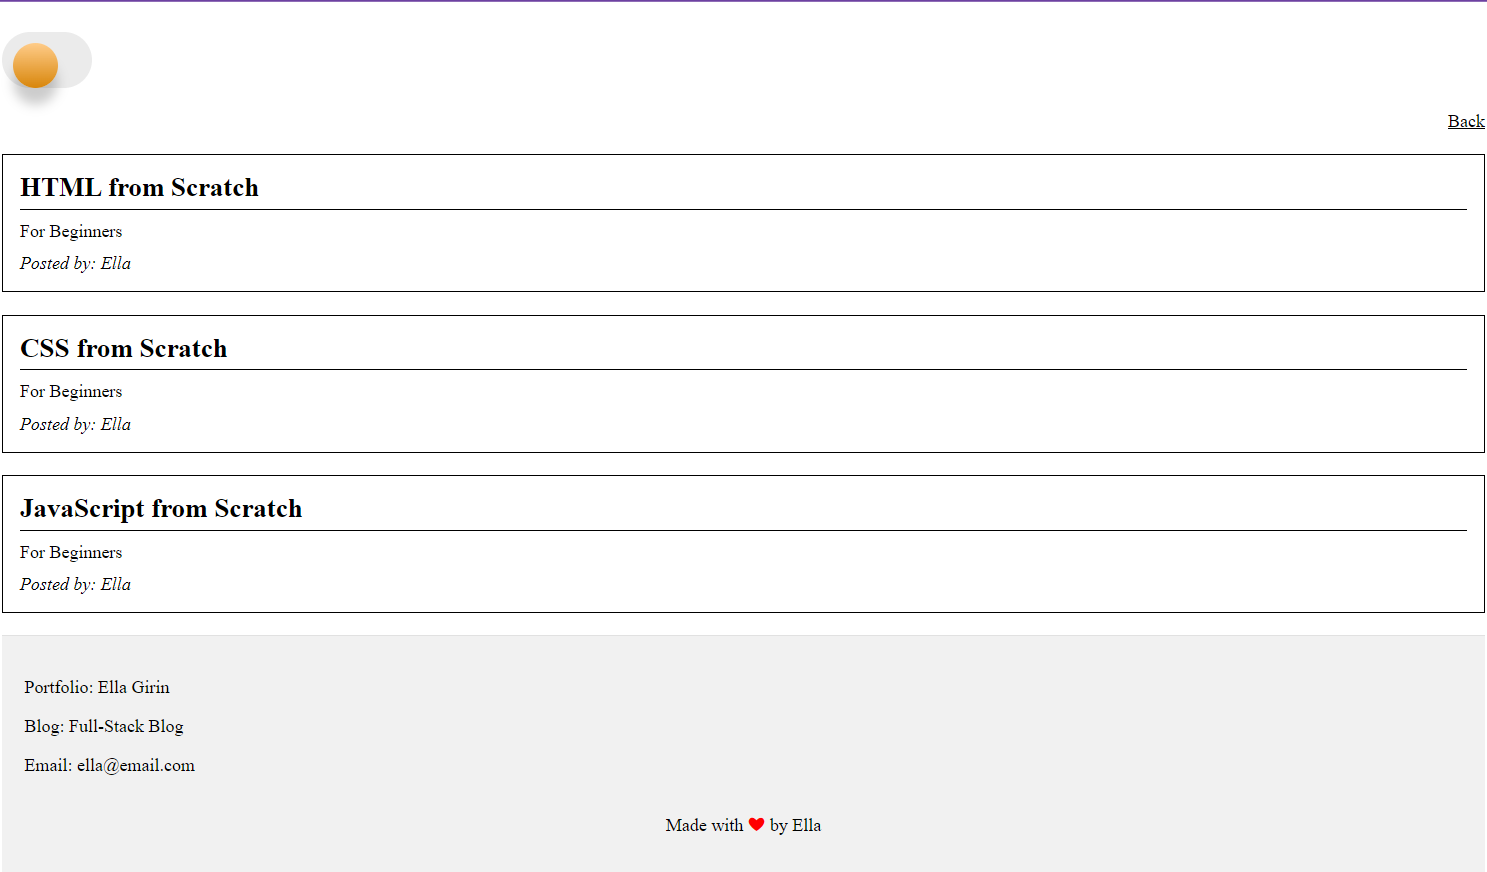 Back
HTML from Scratch
For Beginners
Posted by: Ella
CSS from Scratch
For Beginners
Posted by: Ella
JavaScript from Scratch
For Beginners
Posted by: Ella
Portfolio: Ella Girin
Blog: Full-Stack Blog
Email: ella@email.com
Made with ❤ by Ella